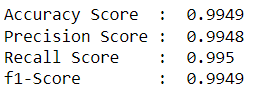 Accuracy Score  :  0.9949
Precision Score :  0.9948
Recall Score    :  0.995
f1-Score        :  0.9949